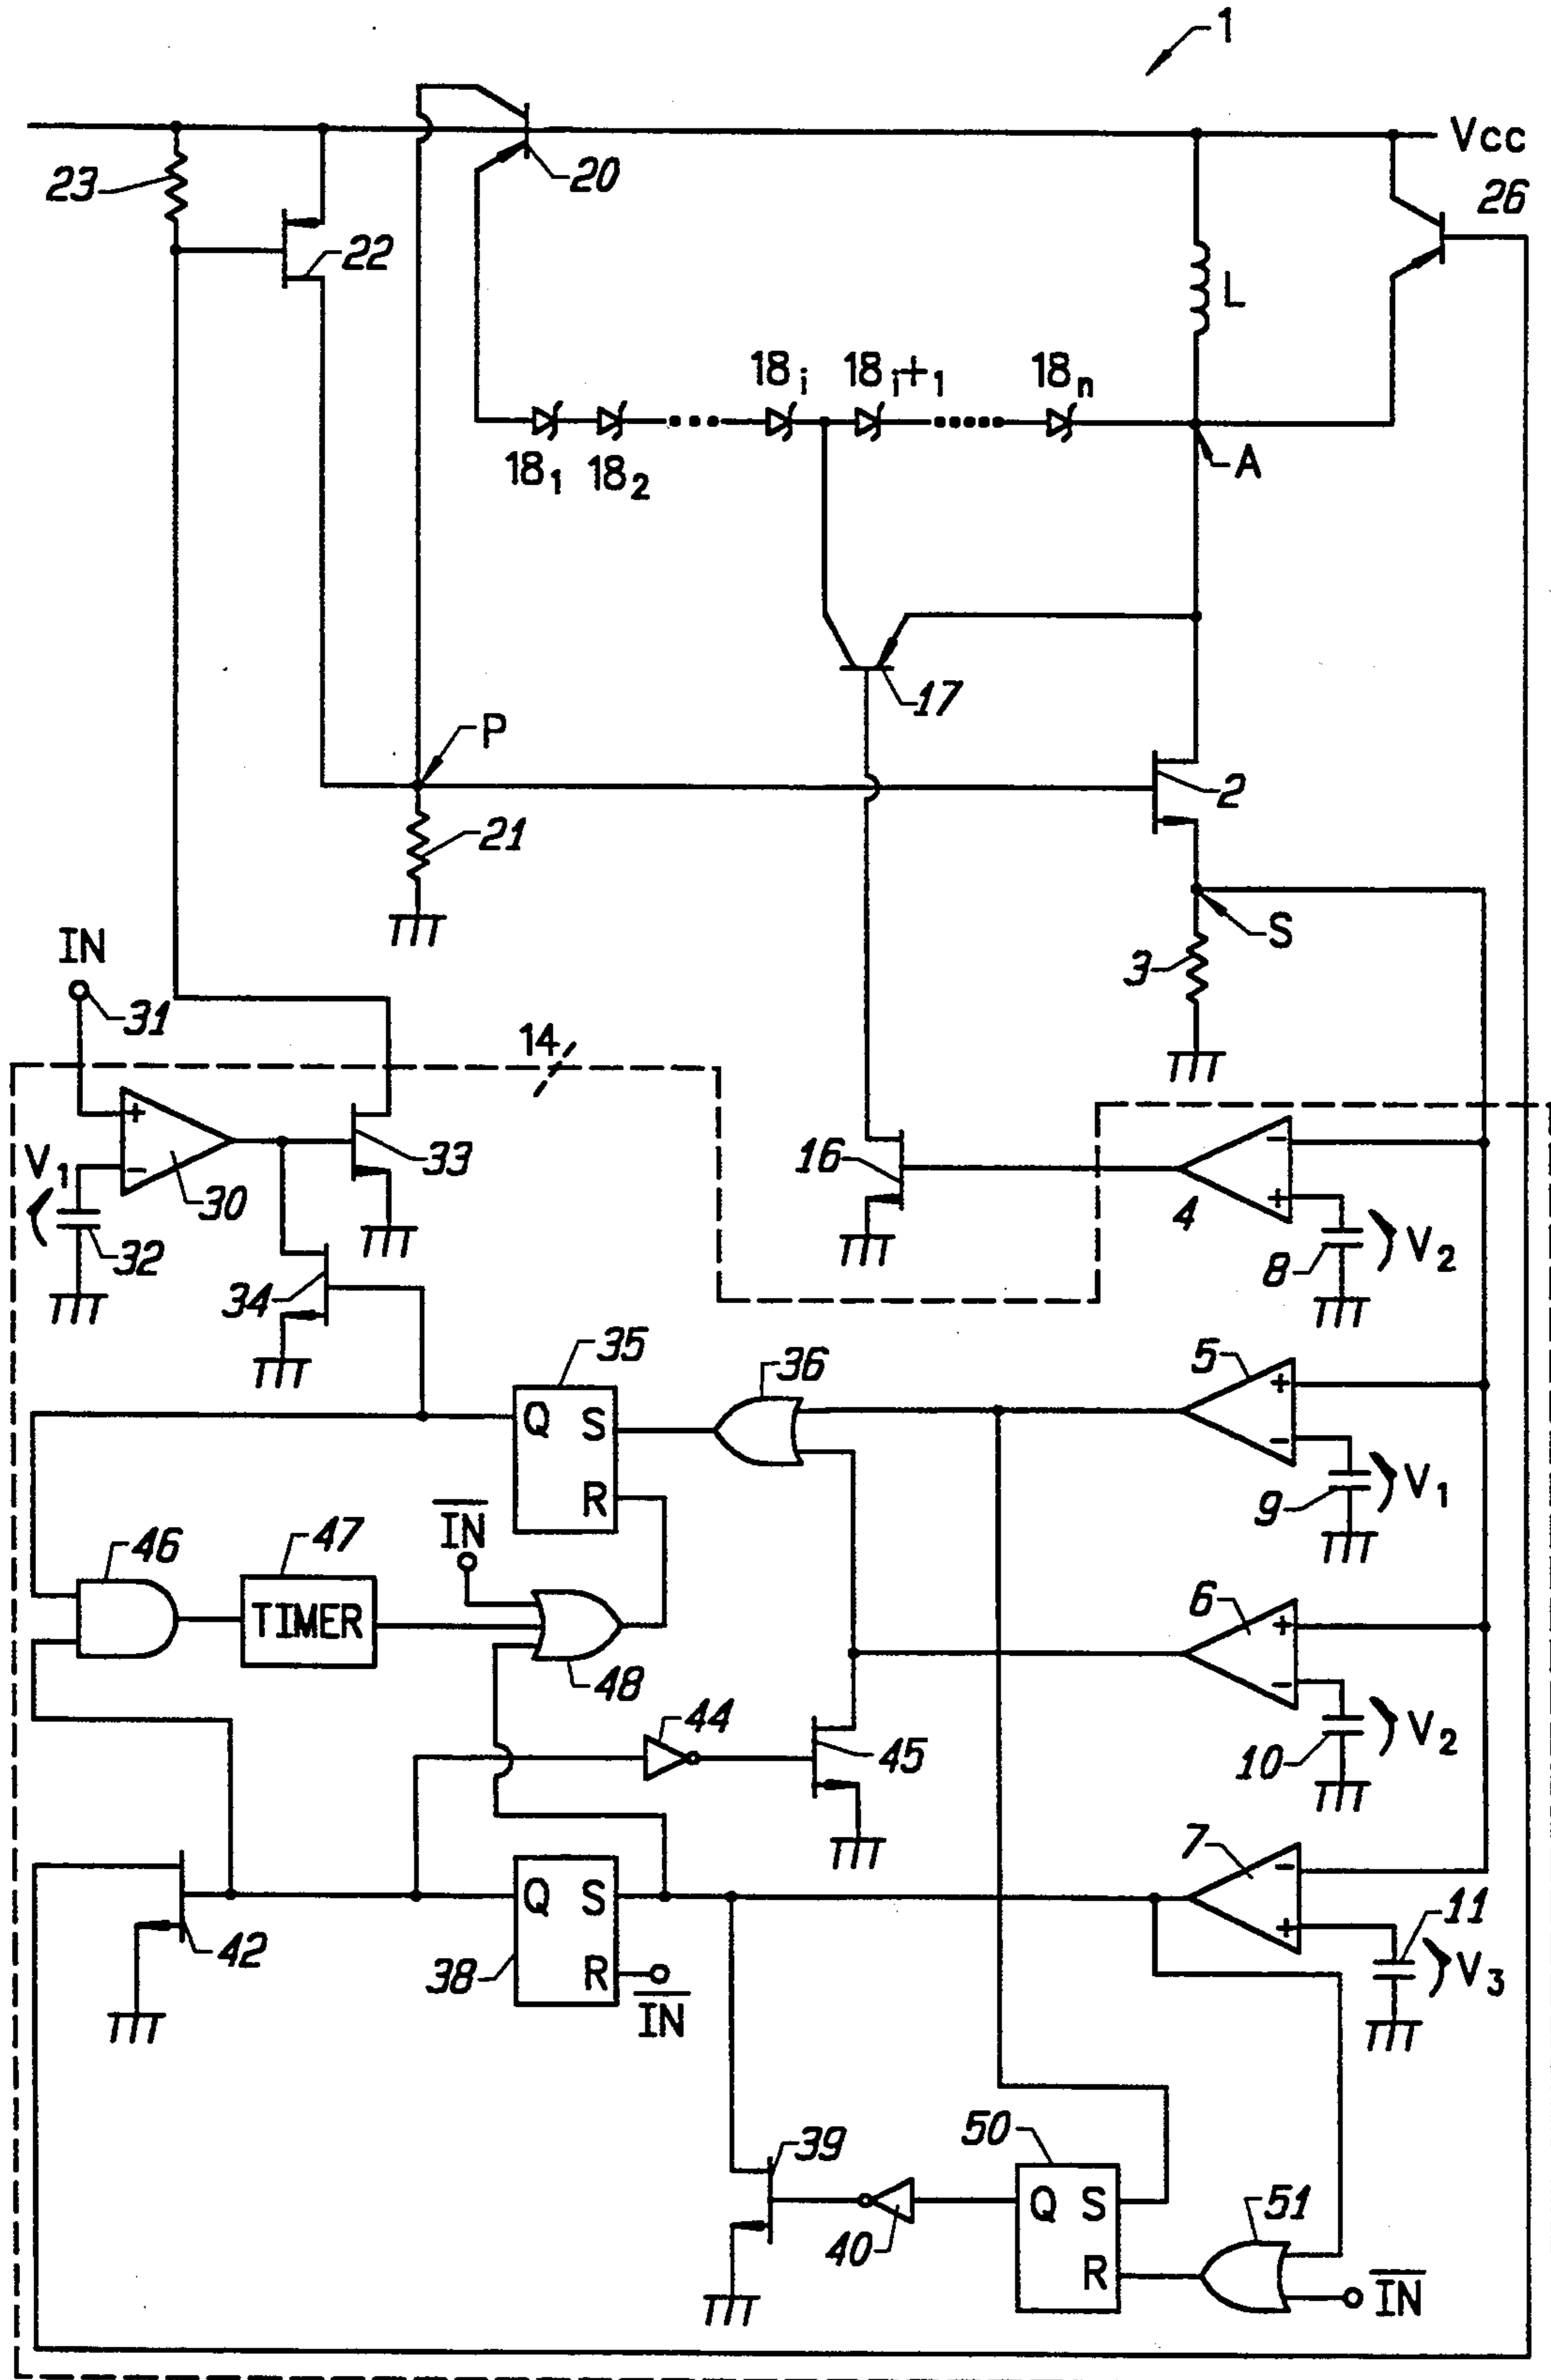 1
Vcc
23
20
26
22
L
18i
18i+1
18n
18₁
18₂
A
17
P
2
21
S
3
IN
31
14
+
-
V₁
30
33
32
34
16
-
+
4
8
V₂
35
36
5
+
-
Q
S
R
9
V₁
IN
46
47
TIMER
48
6
+
-
10
V₂
44
45
7
-
+
11
V₃
Q
S
R
38
IN
42
39
50
40
Q
S
R
51
IN